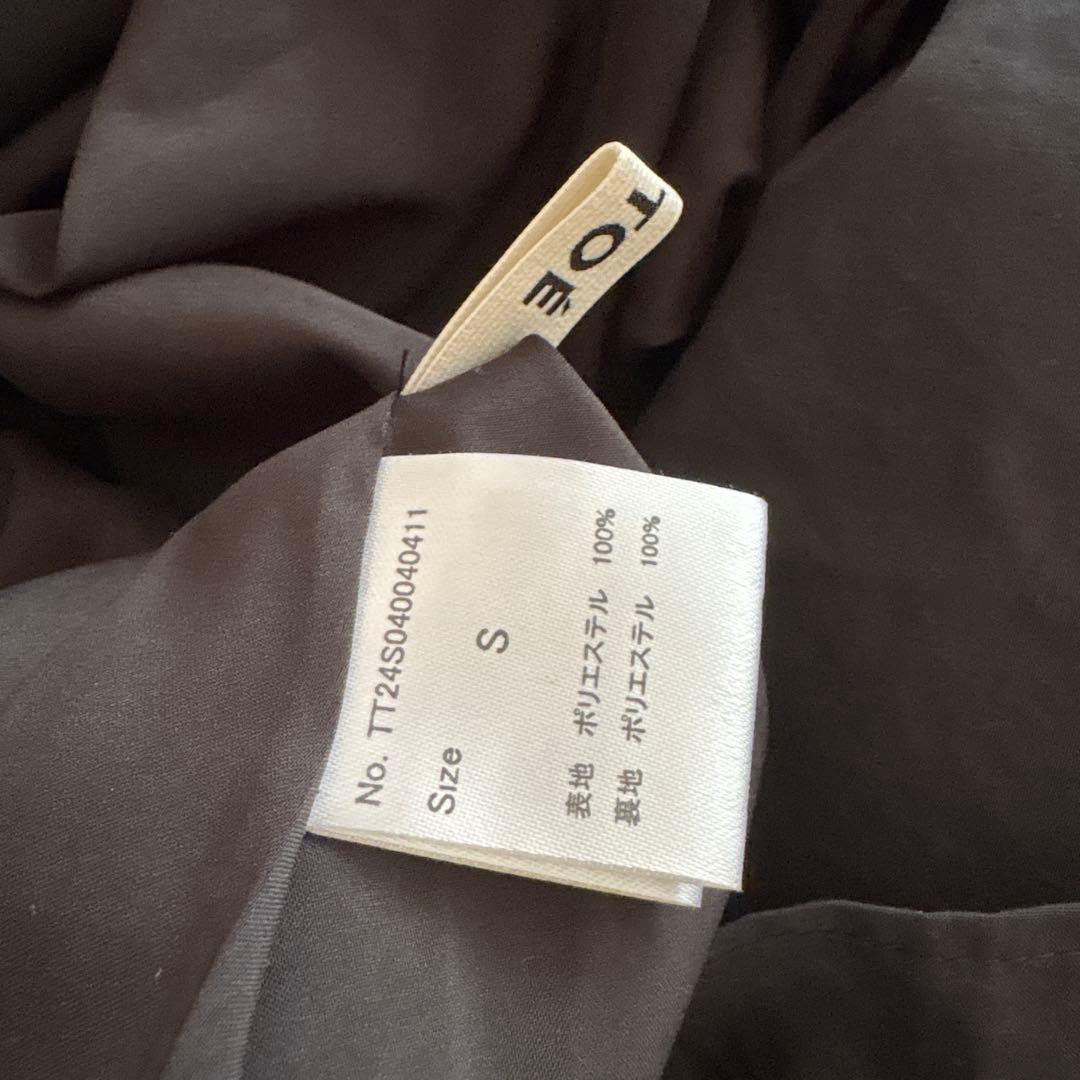 TOE
No. TT24S040040411
Size S
表地 ポリエステル 100%
裏地 ポリエステル 100%